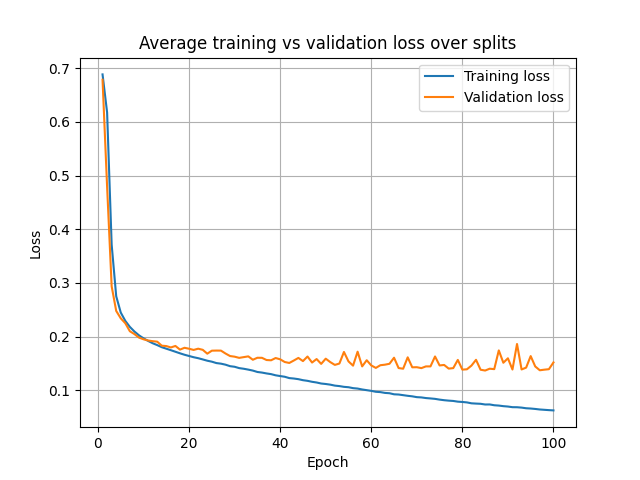 Average training vs validation loss over splits
Training loss
Validation loss
0.7
0.6
0.5
0.4
0.3
0.2
0.1
Loss
0
20
40
60
80
100
Epoch